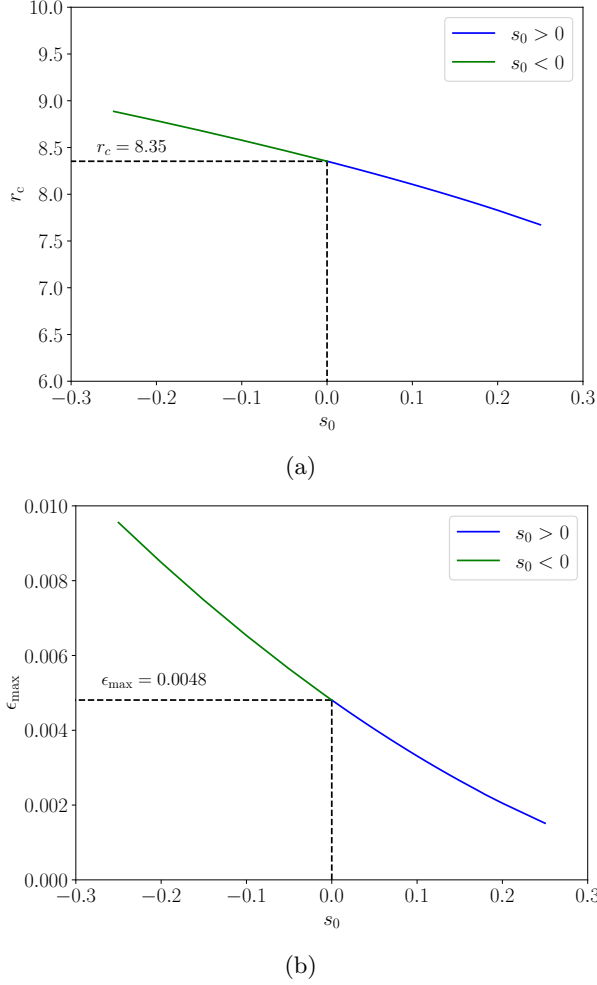 10.0
9.5
9.0
8.5
8.0
7.5
7.0
6.5
6.0
r_c
s_0 > 0
s_0 < 0
r_c = 8.35
−0.3 −0.2 −0.1 0.0 0.1 0.2 0.3
s_0
(a)
0.010
0.008
0.006
0.004
0.002
0.000
ϵ_max
s_0 > 0
s_0 < 0
ϵ_max = 0.0048
−0.3 −0.2 −0.1 0.0 0.1 0.2 0.3
s_0
(b)